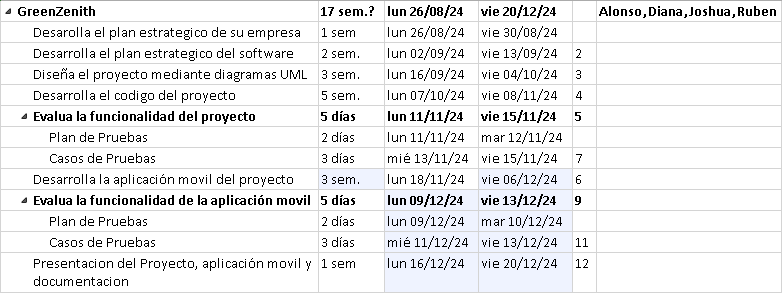 GreenZenith 17 sem.? lun 26/08/24 vie 20/12/24 Alonso,Diana,Joshua,Ruben
Desarolla el plan estrategico de su empresa 1 sem lun 26/08/24 vie 30/08/24
Desarolla el plan estrategico del software 2 sem. lun 02/09/24 vie 13/09/24 2
Diseña el proyecto mediante diagramas UML 3 sem. lun 16/09/24 vie 04/10/24 3
Desarrolla el codigo del proyecto 5 sem. lun 07/10/24 vie 08/11/24 4
Evalua la funcionalidad del proyecto 5 días lun 11/11/24 vie 15/11/24 5
Plan de Pruebas 2 días lun 11/11/24 mar 12/11/24
Casos de Pruebas 3 días mié 13/11/24 vie 15/11/24 7
Desarrolla la aplicación movil del proyecto 3 sem. lun 18/11/24 vie 06/12/24 6
Evalua la funcionalidad de la aplicación movil 5 días lun 09/12/24 vie 13/12/24 9
Plan de Pruebas 2 días lun 09/12/24 mar 10/12/24
Casos de Pruebas 3 días mié 11/12/24 vie 13/12/24 11
Presentacion del Proyecto, aplicación movil y 1 sem lun 16/12/24 vie 20/12/24 12
documentacion